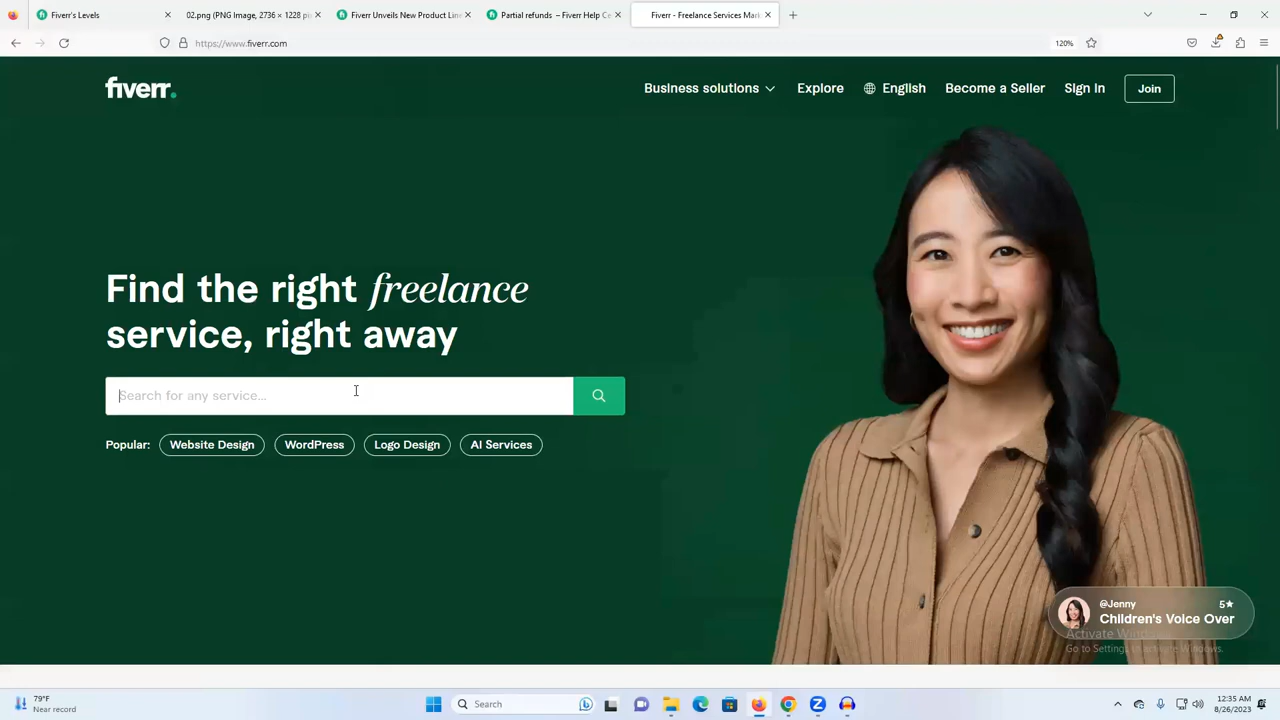 Fiverr's Levels
02.png (PNG Image, 2736 × 1228 pi
Fiverr Unveils New Product Line
Partial refunds – Fiverr Help Ce
Fiverr - Freelance Services Mark
https://www.fiverr.com
120%
fiverr.
Business solutions
Explore
English
Become a Seller
Sign In
Join
Find the right freelance
service, right away
Search for any service...
Popular:
Website Design
WordPress
Logo Design
AI Services
@Jenny
5★
Children's Voice Over
Activate Windows
Go to Settings to activate Windows.
79°F
Near record
Search
12:35 AM
8/26/2023